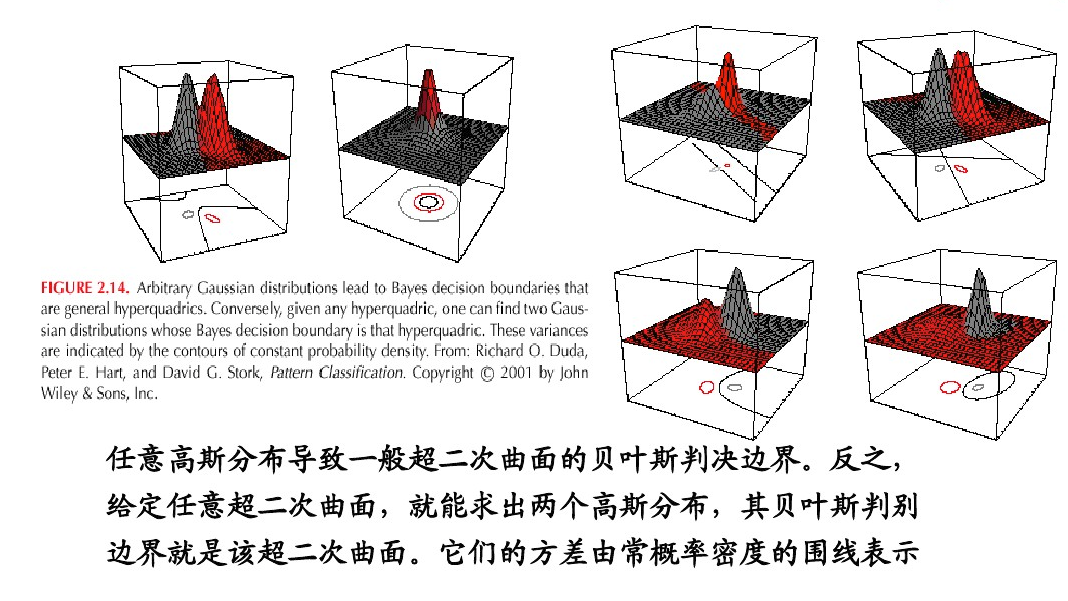 FIGURE 2.14. Arbitrary Gaussian distributions lead to Bayes decision boundaries that
are general hyperquadrics. Conversely, given any hyperquadric, one can find two Gaus-
sian distributions whose Bayes decision boundary is that hyperquadric. These variances
are indicated by the contours of constant probability density. From: Richard O. Duda,
Peter E. Hart, and David G. Stork, Pattern Classification. Copyright © 2001 by John
Wiley & Sons, Inc.
任意高斯分布导致一般超二次曲面的贝叶斯判决边界。反之，
给定任意超二次曲面，就能求出两个高斯分布，其贝叶斯判别
边界就是该超二次曲面。它们的方差由常概率密度的围线表示